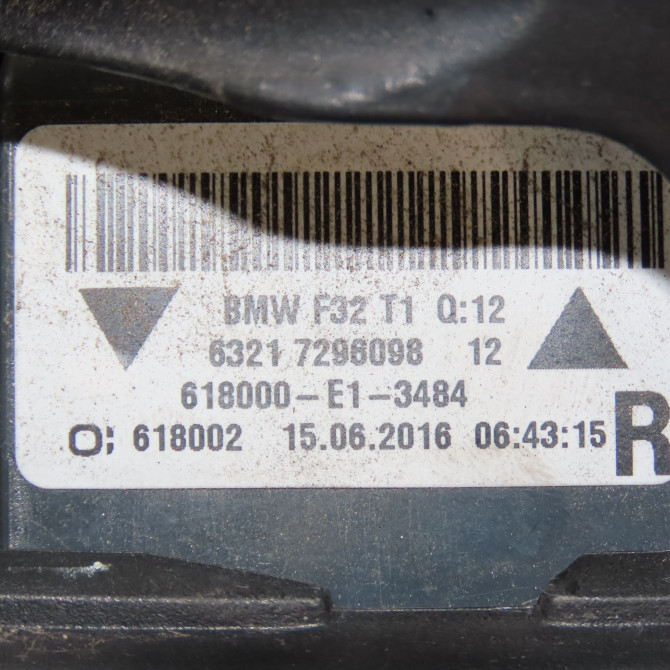 BMW F32 T1 Q:12
6321 7296098 12
618000-E1-3484
O; 618002 15.06.2016 06:43:15 R